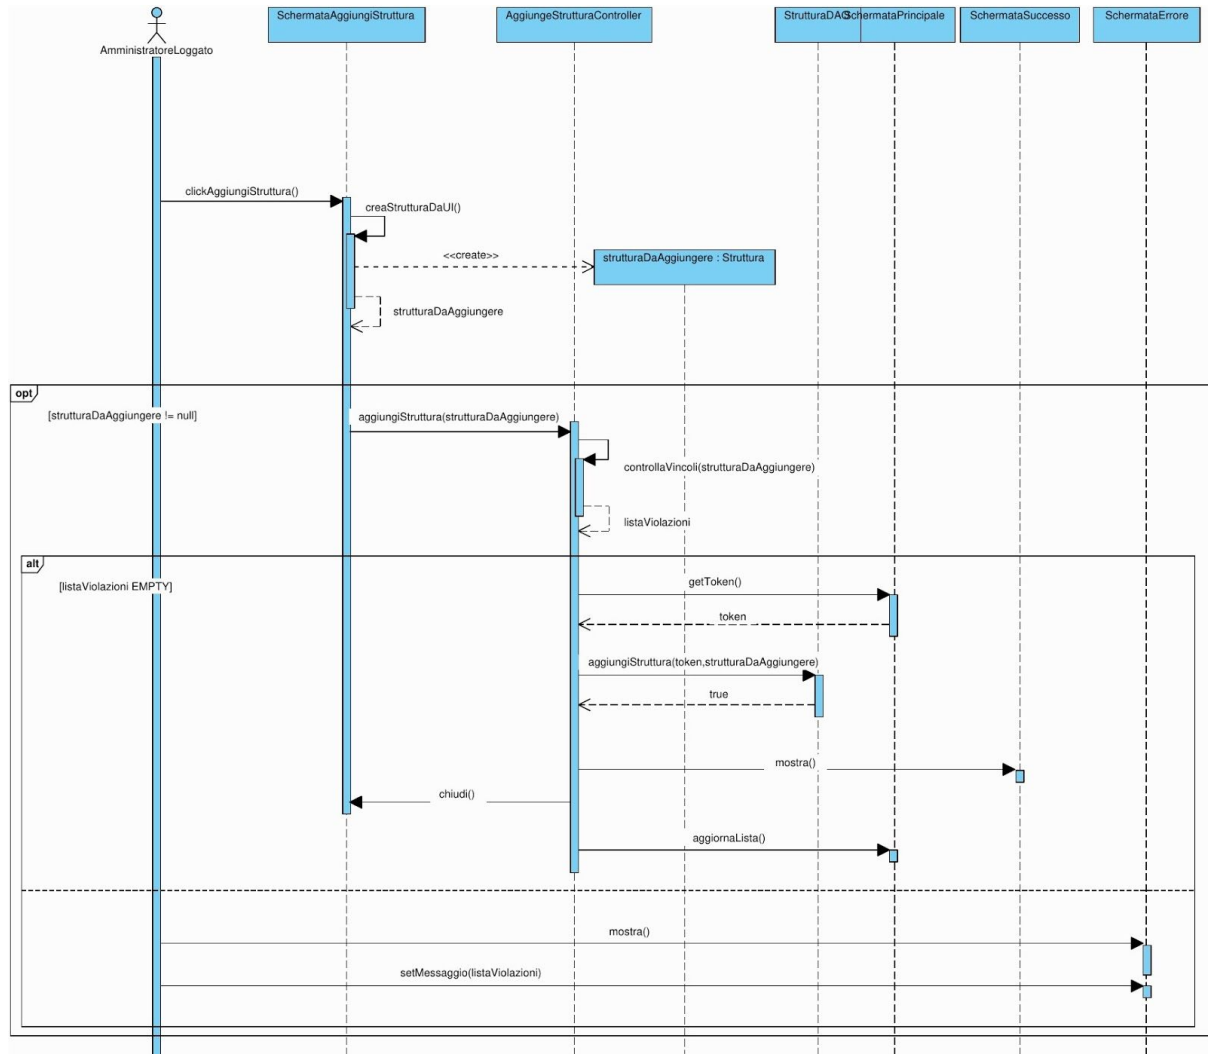 SchermataAggiungiStruttura
AggiungeStrutturaController
StrutturaDAO
SchermataPrincipale
SchermataSuccesso
SchermataErrore
AmministratoreLoggato
clickAggiungiStruttura()
creaStrutturaDaUI()
<<create>>
strutturaDaAggiungere : Struttura
strutturaDaAggiungere
opt
[strutturaDaAggiungere != null]
aggiungiStruttura(strutturaDaAggiungere)
controllaVincoli(strutturaDaAggiungere)
listaViolazioni
alt
[listaViolazioni EMPTY]
getToken()
token
aggiungiStruttura(token,strutturaDaAggiungere)
true
mostra()
chiudi()
aggiornaLista()
mostra()
setMessaggio(listaViolazioni)